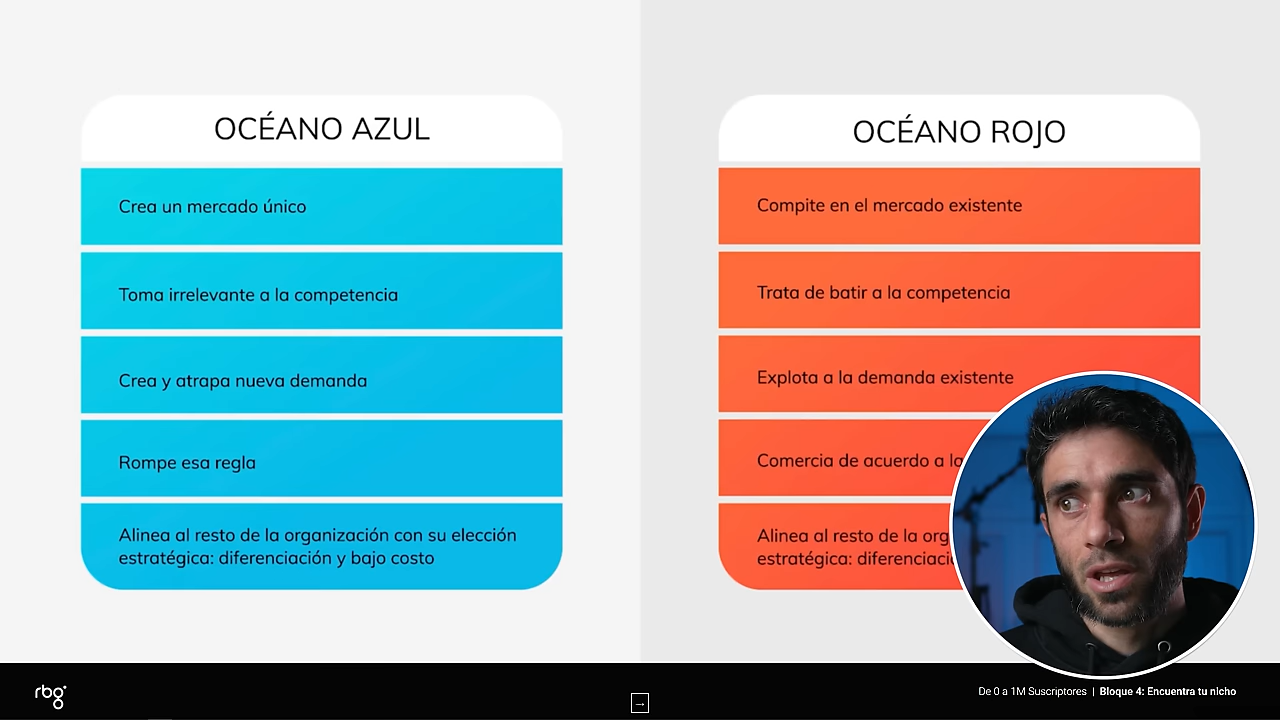 OCÉANO AZUL
Crea un mercado único
Toma irrelevante a la competencia
Crea y atrapa nueva demanda
Rompe esa regla
Alinea al resto de la organización con su elección
estratégica: diferenciación y bajo costo
OCÉANO ROJO
Compite en el mercado existente
Trata de batir a la competencia
Explota a la demanda existente
Comercia de acuerdo a
Alinea al resto de la
estratégica:
rbg
De 0 a 1M Suscriptores | Bloque 4: Encuentra tu nicho